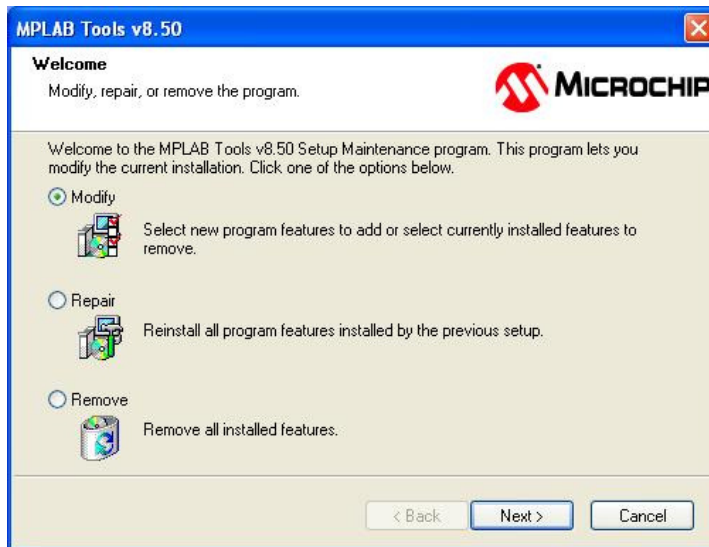 MPLAB Tools v8.50
Welcome
Modify, repair, or remove the program.
MICROCHIP
Welcome to the MPLAB Tools v8.50 Setup Maintenance program. This program lets you
modify the current installation. Click one of the options below.
Modify
Select new program features to add or select currently installed features to
remove.
Repair
Reinstall all program features installed by the previous setup.
Remove
Remove all installed features.
< Back
Next >
Cancel